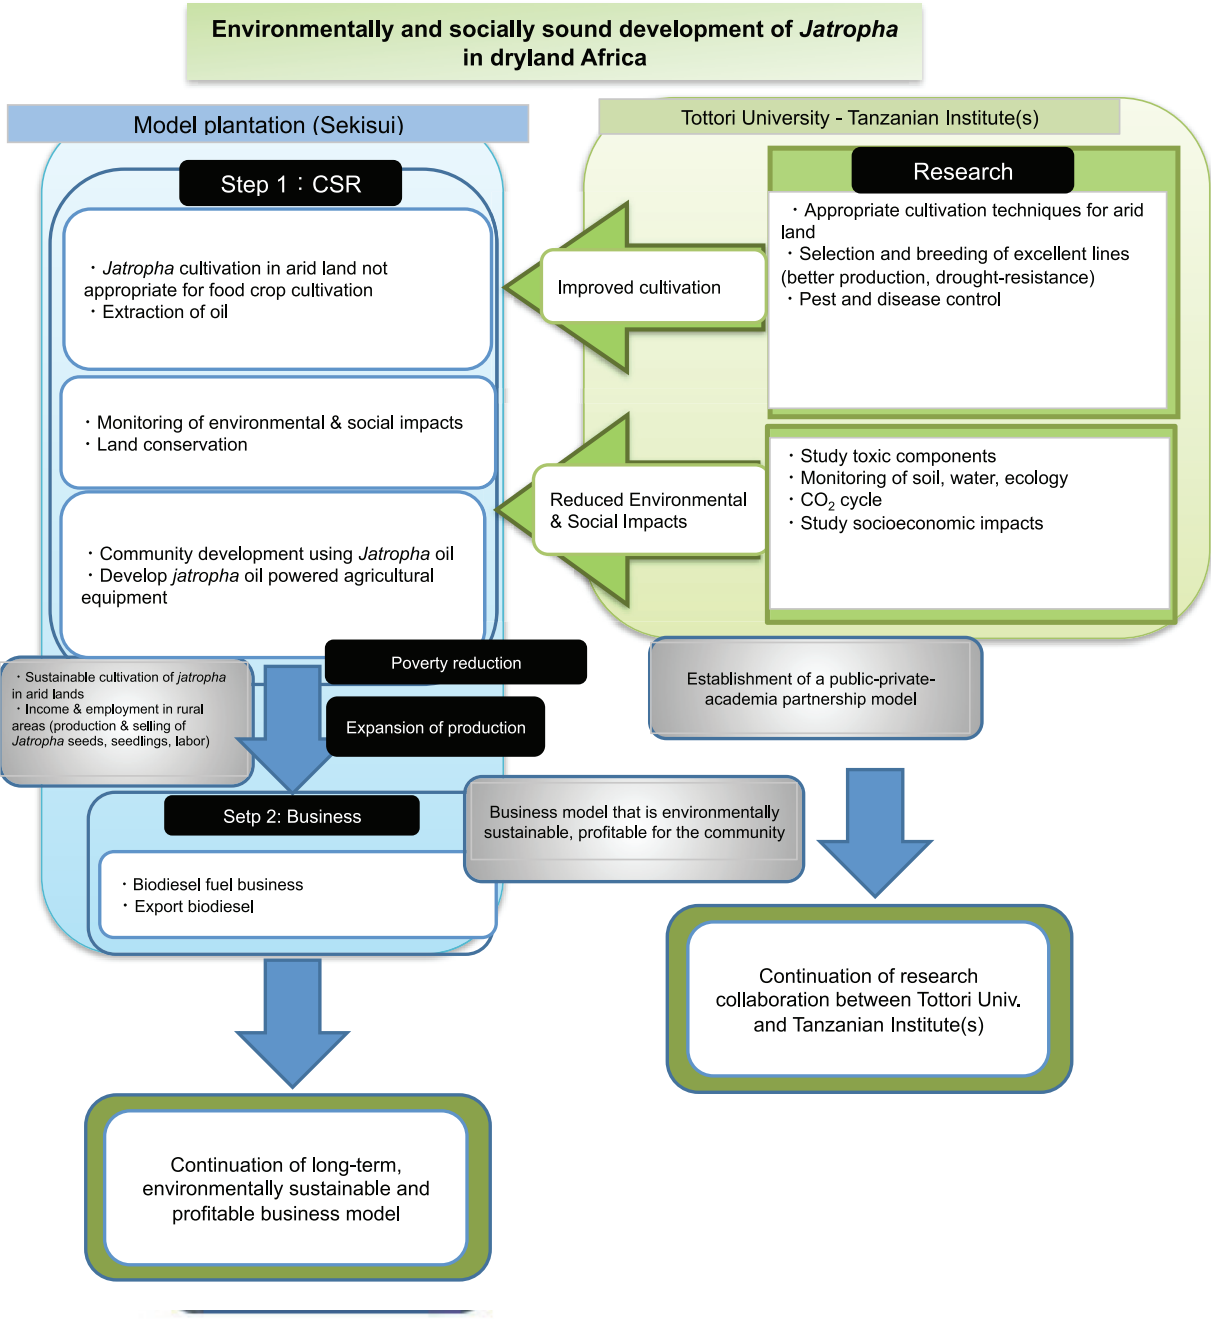 Environmentally and socially sound development of Jatropha
in dryland Africa
Model plantation (Sekisui)
Step 1：CSR
・Jatropha cultivation in arid land not
appropriate for food crop cultivation
・Extraction of oil
・Monitoring of environmental & social impacts
・Land conservation
・Community development using Jatropha oil
・Develop jatropha oil powered agricultural
equipment
Tottori University - Tanzanian Institute(s)
Research
・Appropriate cultivation techniques for arid
land
・Selection and breeding of excellent lines
(better production, drought-resistance)
・Pest and disease control
Improved cultivation
・Study toxic components
・Monitoring of soil, water, ecology
・CO₂ cycle
・Study socioeconomic impacts
Reduced Environmental
& Social Impacts
Poverty reduction
Expansion of production
・Sustainable cultivation of jatropha
in arid lands
・Income & employment in rural
areas (production & selling of
Jatropha seeds, seedlings, labor)
Establishment of a public-private-
academia partnership model
Setp 2: Business
・Biodiesel fuel business
・Export biodiesel
Business model that is environmentally
sustainable, profitable for the community
Continuation of research
collaboration between Tottori Univ.
and Tanzanian Institute(s)
Continuation of long-term,
environmentally sustainable and
profitable business model